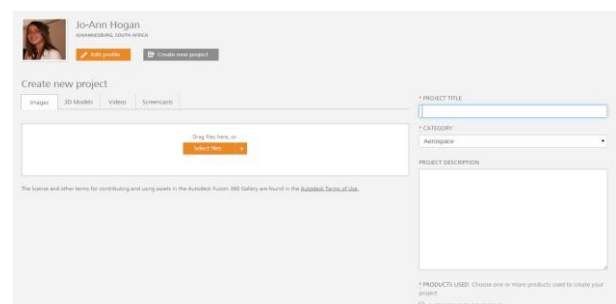 Jo-Ann Hogan
JOHANNESBURG, SOUTH AFRICA
Edit profile
Create new project
Create new project
Images
3D Models
Videos
Screencasts
Drag files here, or
Select files
The license and other terms for contributing and using assets in the Autodesk Fusion 360 Gallery are found in the Autodesk Terms of Use.
* PROJECT TITLE
* CATEGORY
Aerospace
PROJECT DESCRIPTION
* PRODUCTS USED: Choose one or more products used to create your
project